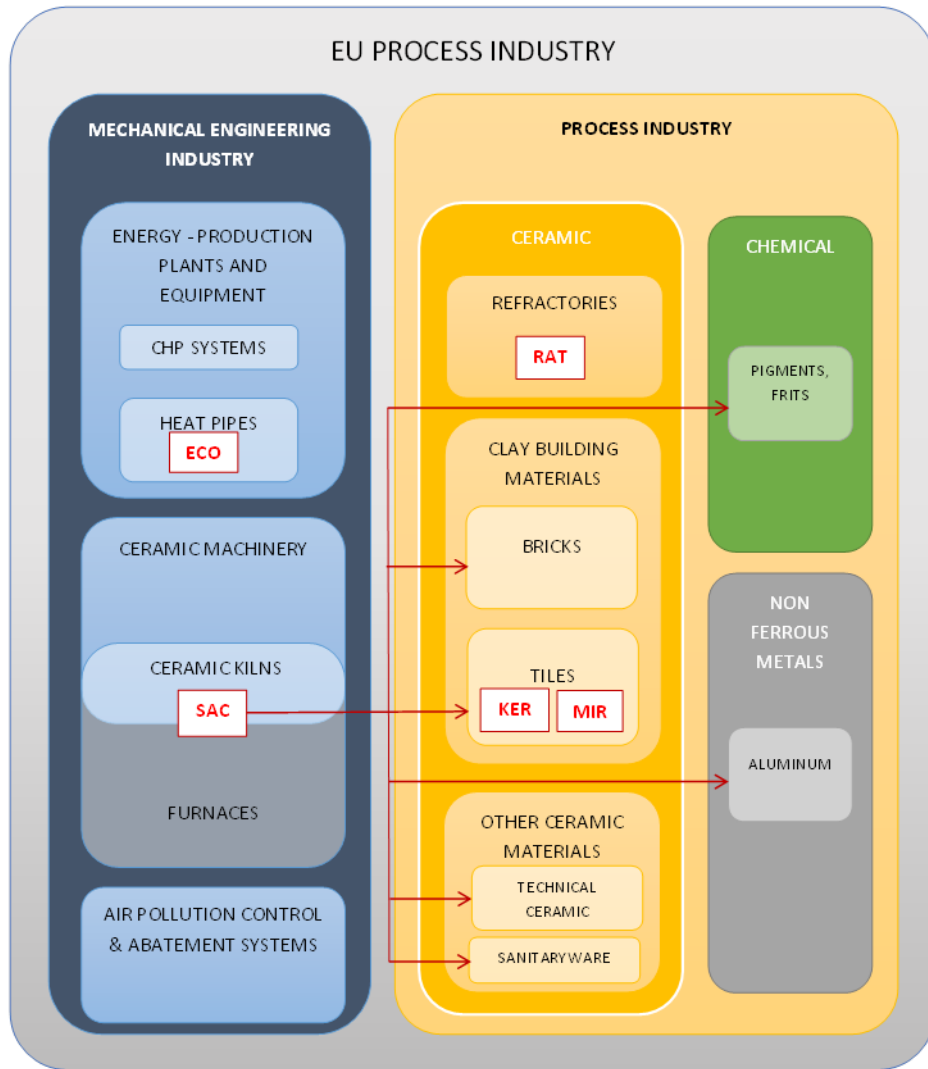 EU PROCESS INDUSTRY
MECHANICAL ENGINEERING
INDUSTRY
ENERGY - PRODUCTION
PLANTS AND
EQUIPMENT
CHP SYSTEMS
HEAT PIPES
ECO
CERAMIC MACHINERY
CERAMIC KILNS
SAC
FURNACES
AIR POLLUTION CONTROL
& ABATEMENT SYSTEMS
PROCESS INDUSTRY
CERAMIC
REFRACTORIES
RAT
CLAY BUILDING
MATERIALS
BRICKS
TILES
KER
MIR
OTHER CERAMIC
MATERIALS
TECHNICAL
CERAMIC
SANITARYWARE
CHEMICAL
PIGMENTS,
FRITS
NON
FERROUS
METALS
ALUMINUM